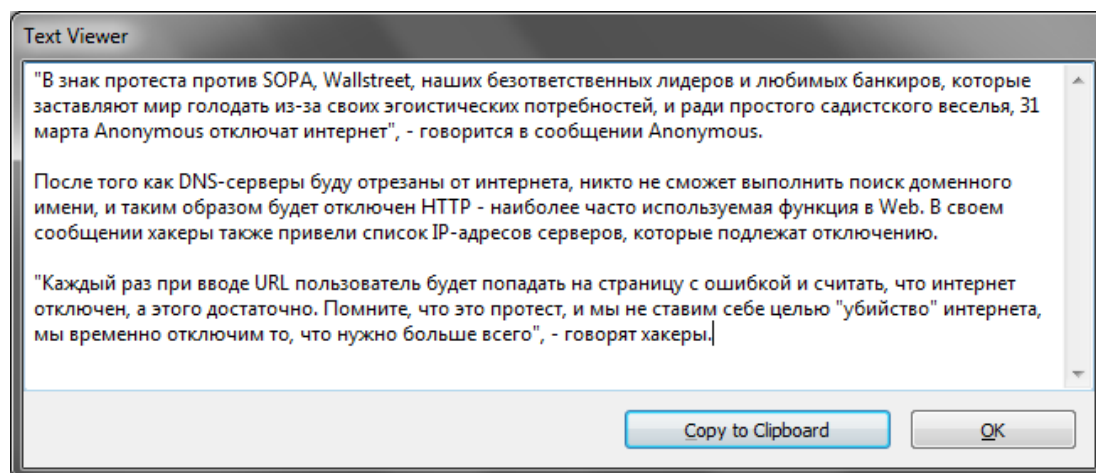 Text Viewer
"В знак протеста против SOPA, Wallstreet, наших безответственных лидеров и любимых банкиров, которые
заставляют мир голодать из-за своих эгоистических потребностей, и ради простого садистского веселья, 31
марта Anonymous отключат интернет", - говорится в сообщении Anonymous.
После того как DNS-серверы буду отрезаны от интернета, никто не сможет выполнить поиск доменного
имени, и таким образом будет отключен HTTP - наиболее часто используемая функция в Web. В своем
сообщении хакеры также привели список IP-адресов серверов, которые подлежат отключению.
"Каждый раз при вводе URL пользователь будет попадать на страницу с ошибкой и считать, что интернет
отключен, а этого достаточно. Помните, что это протест, и мы не ставим себе целью "убийство" интернета,
мы временно отключим то, что нужно больше всего", - говорят хакеры.
Copy to Clipboard
OK